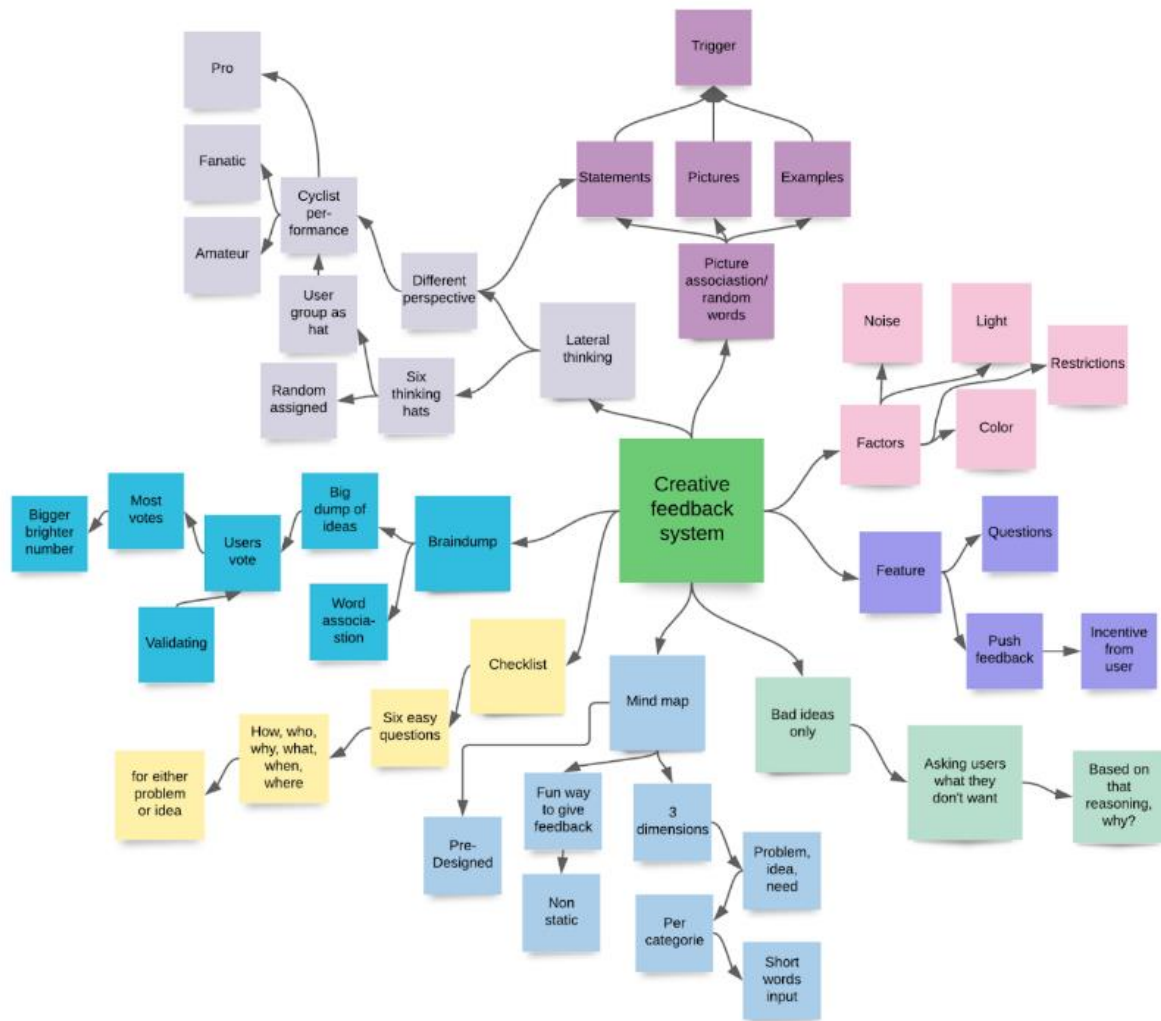 Trigger
Pro
Fanatic
Statements
Pictures
Examples
Cyclist
per-
formance
Amateur
Different
perspective
Picture
associastion/
random
words
User
group as
hat
Noise
Light
Lateral
thinking
Restrictions
Random
assigned
Six
thinking
hats
Factors
Color
Creative
feedback
system
Bigger
brighter
number
Most
votes
Big
dump of
ideas
Users
vote
Braindump
Questions
Feature
Word
associa-
stion
Validating
Push
feedback
Incentive
from
user
Checklist
Mind map
Bad ideas
only
Six easy
questions
How, who,
why, what,
when,
where
for either
problem
or idea
Asking users
what they
don't want
Based on
that
reasoning,
why?
Fun way
to give
feedback
3
dimensions
Pre-
Designed
Problem,
idea,
need
Non
static
Per
categorie
Short
words
input